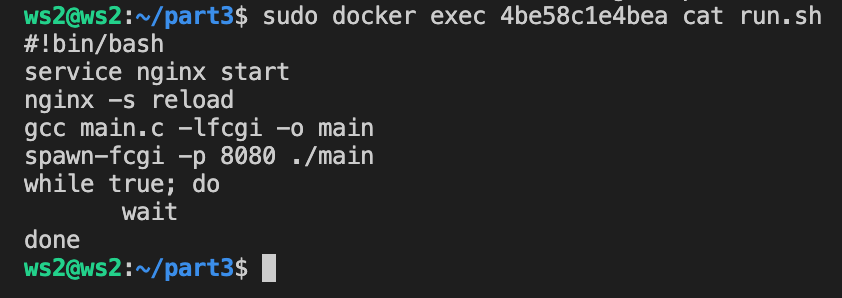 ws2@ws2:~/part3$ sudo docker exec 4be58c1e4bea cat run.sh
#!bin/bash
service nginx start
nginx -s reload
gcc main.c -lfcgi -o main
spawn-fcgi -p 8080 ./main
while true; do
        wait
done
ws2@ws2:~/part3$